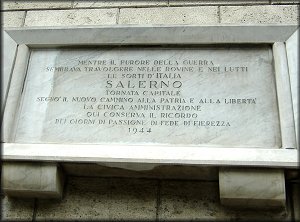 MENTRE IL FURORE DELLA GUERRA
SEMBRAVA TRAVOLGERE NELLE ROVINE E NEI LUTTI
LE SORTI D'ITALIA
SALERNO
TORNATA CAPITALE
SEGNÒ IL NUOVO CAMMINO ALLA PATRIA E ALLA LIBERTÀ
LA CIVICA AMMINISTRAZIONE
QUI CONSERVA IL RICORDO
DEI GIORNI DI PASSIONE DI FEDE DI FIEREZZA
1944